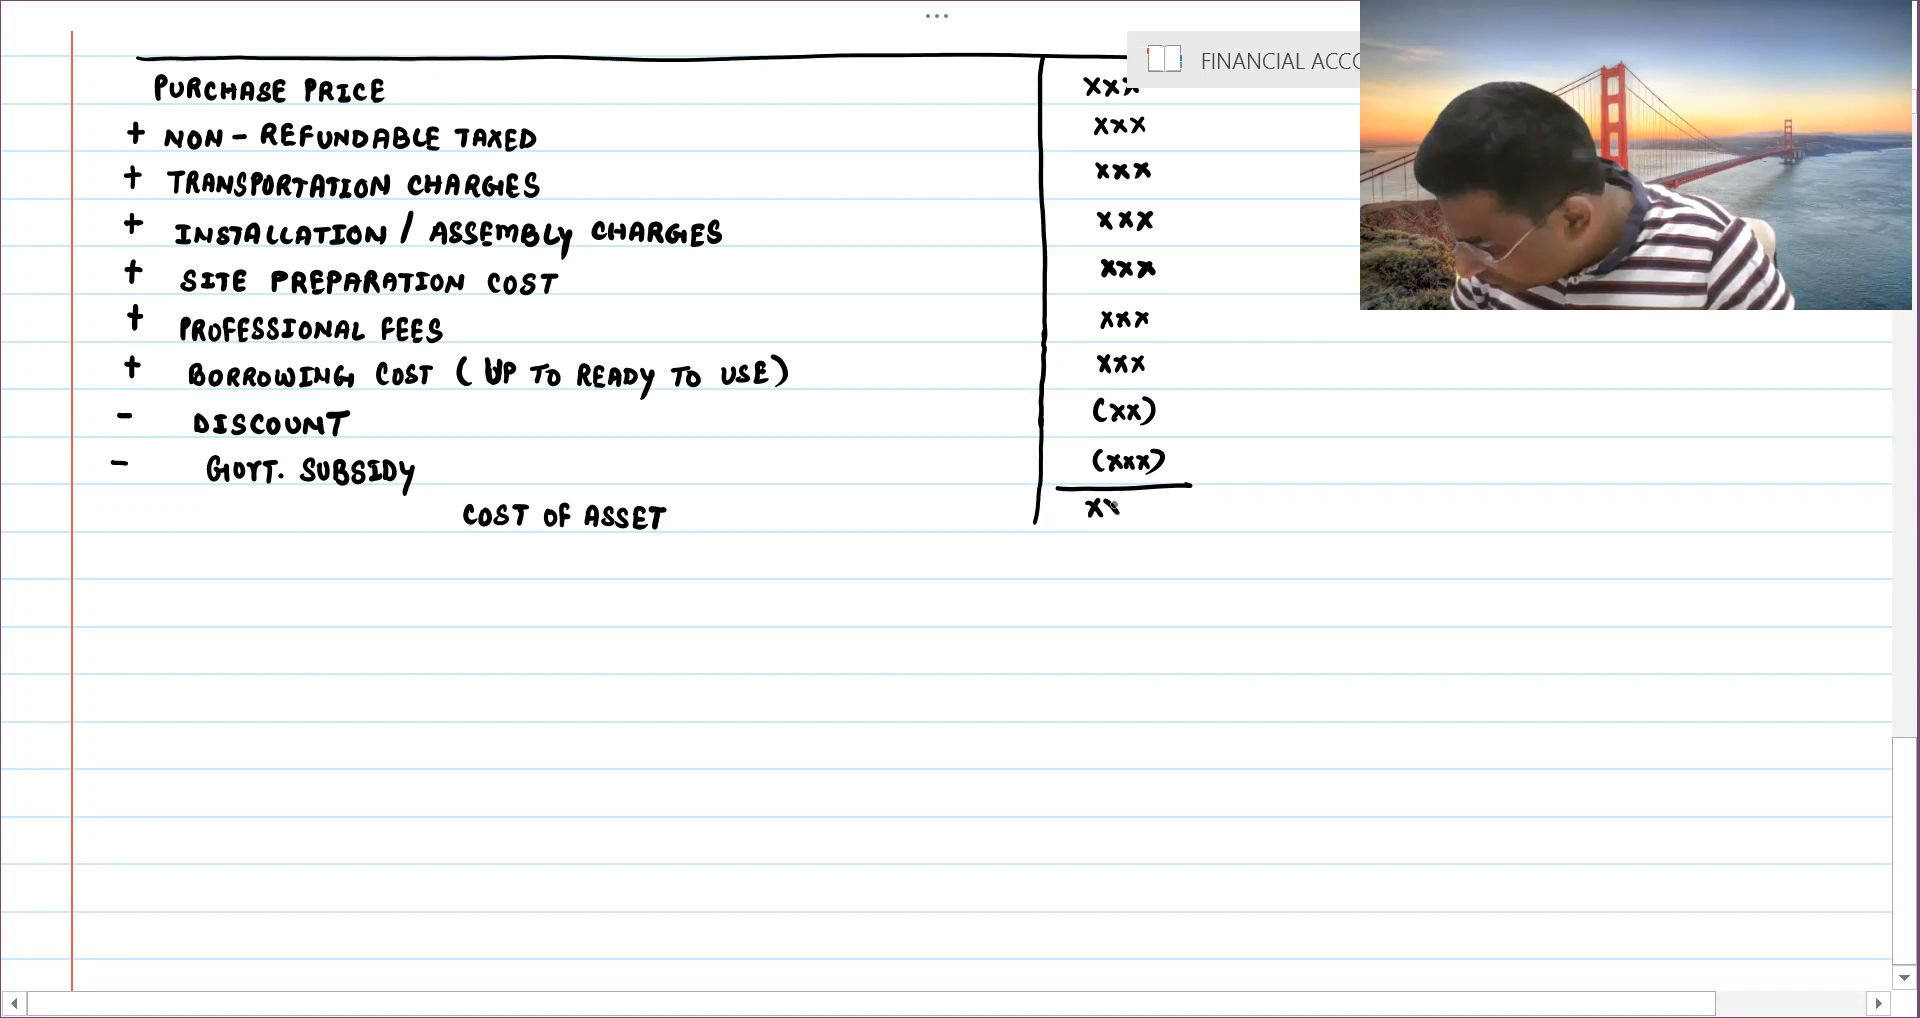 FINANCIAL ACCO
PURCHASE PRICE xxx
+ NON - REFUNDABLE TAXED xxx
+ TRANSPORTATION CHARGES xxx
+ INSTALLATION / ASSEMBLY CHARGES xxx
+ SITE PREPARATION COST xxx
+ PROFESSIONAL FEES xxx
+ BORROWING COST (UP TO READY TO USE) xxx
- DISCOUNT (xx)
- GOVT. SUBSIDY (xxx)
COST OF ASSET xx